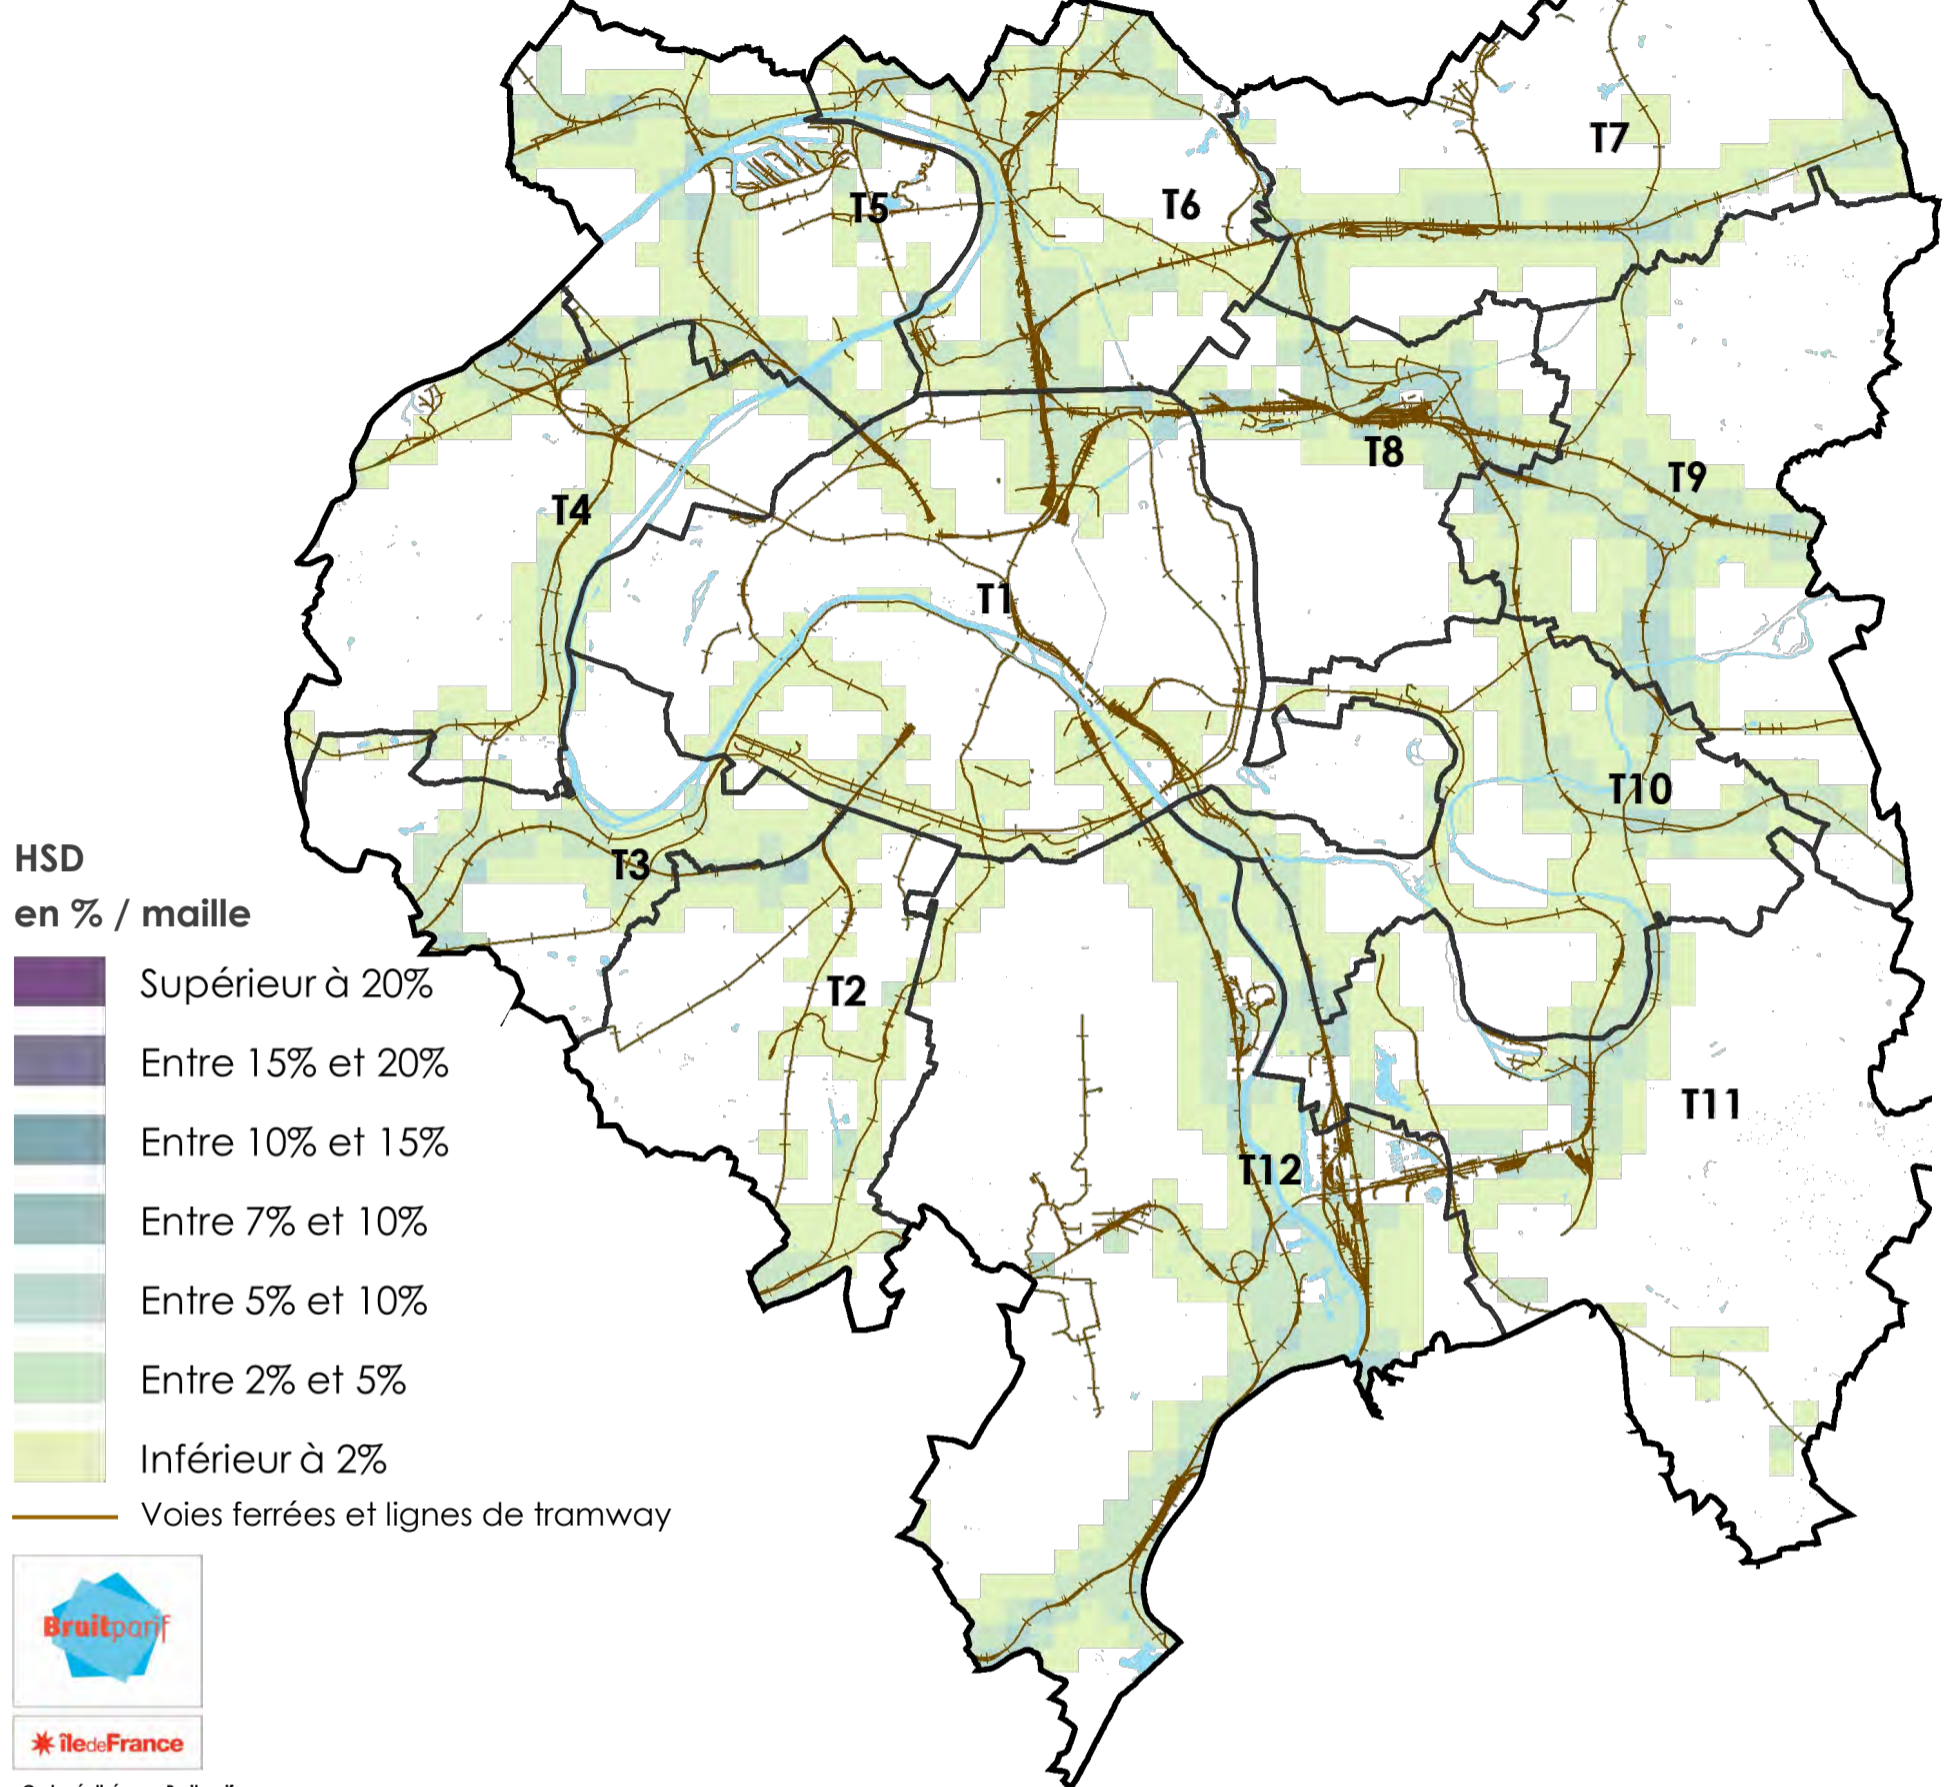 T7
T5
T6
T8
T9
T4
T1
T10
T3
T2
T11
T12
HSD
en % / maille
Supérieur à 20%
Entre 15% et 20%
Entre 10% et 15%
Entre 7% et 10%
Entre 5% et 10%
Entre 2% et 5%
Inférieur à 2%
Voies ferrées et lignes de tramway
Bruitparif
îledeFrance